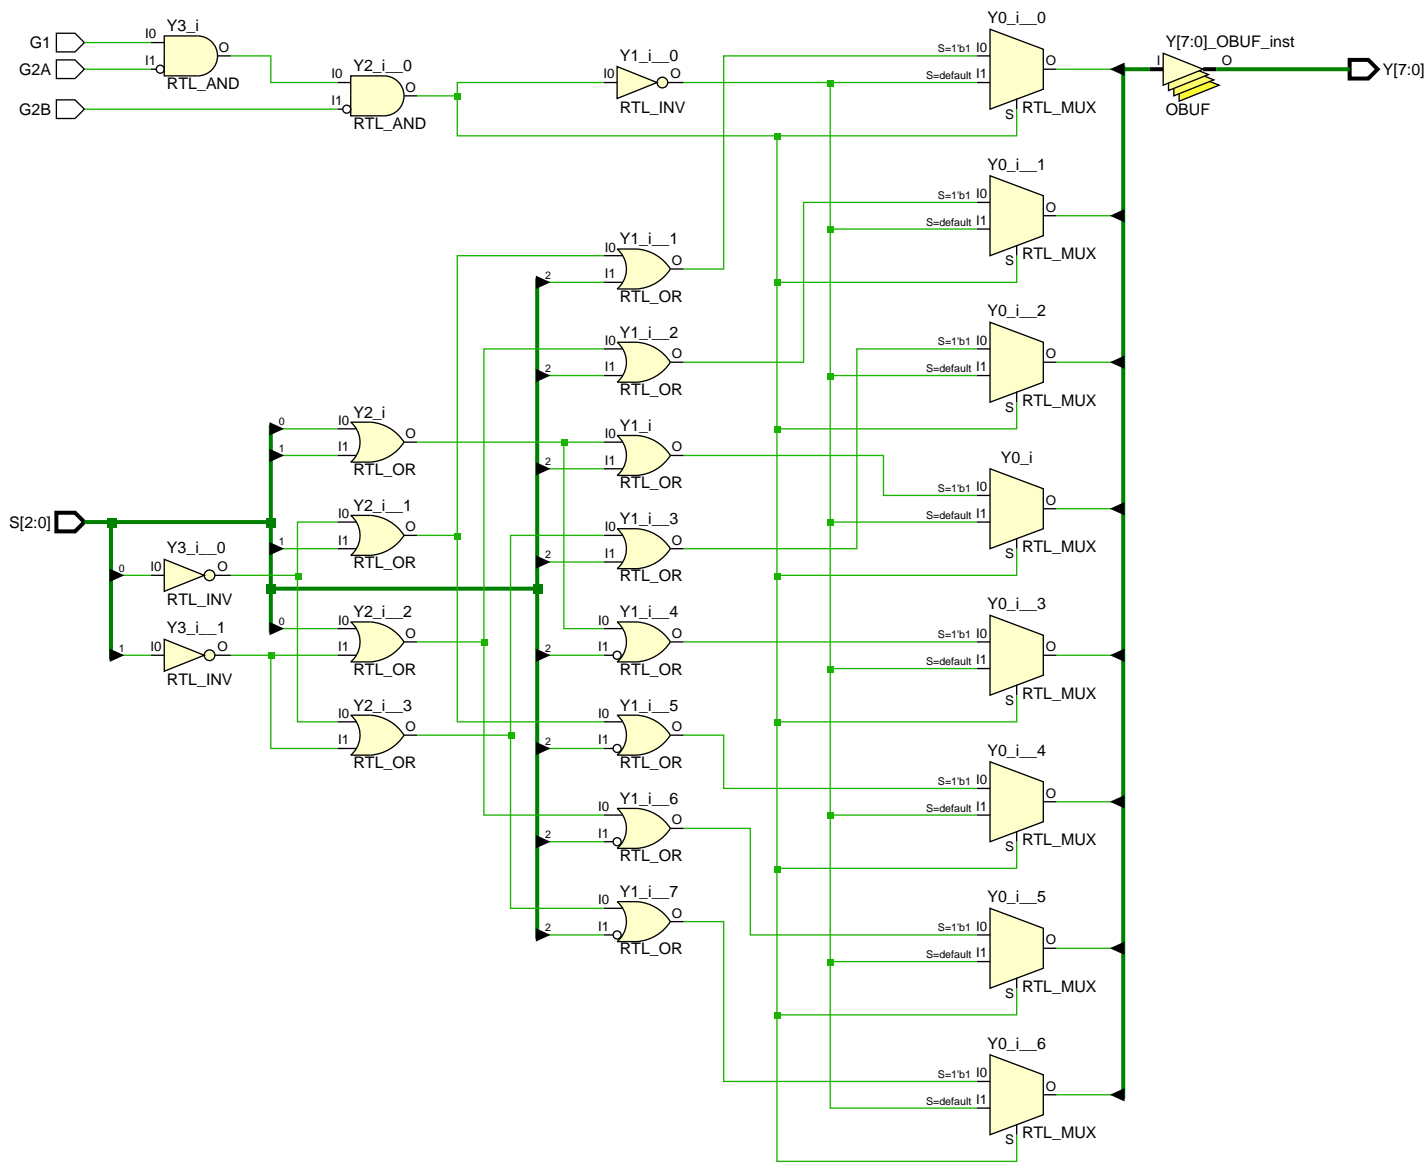 G1
G2A
G2B
I0
I1
Y3_i
O
RTL_AND
I0
I1
Y2_i__0
O
RTL_AND
I0
Y1_i__0
O
RTL_INV
Y0_i__0
S=1'b1 I0
S=default I1
O
S
RTL_MUX
Y[7:0]_OBUF_inst
I
O
OBUF
Y[7:0]
Y0_i__1
S=1'b1 I0
S=default I1
O
S
RTL_MUX
Y1_i__1
I0
2
I1
O
RTL_OR
Y0_i__2
S=1'b1 I0
S=default I1
O
S
RTL_MUX
Y1_i__2
I0
2
I1
O
RTL_OR
Y2_i
0
I0
1
I1
O
RTL_OR
Y1_i
I0
2
I1
O
RTL_OR
Y0_i
S=1'b1 I0
S=default I1
O
S
RTL_MUX
S[2:0]
Y2_i__1
I0
1
I1
O
RTL_OR
Y1_i__3
I0
2
I1
O
RTL_OR
Y3_i__0
0
I0
O
RTL_INV
Y2_i__2
0
I0
I1
O
RTL_OR
Y1_i__4
I0
2
I1
O
RTL_OR
Y0_i__3
S=1'b1 I0
S=default I1
O
S
RTL_MUX
Y3_i__1
1
I0
O
RTL_INV
Y2_i__3
I0
I1
O
RTL_OR
Y1_i__5
I0
2
I1
O
RTL_OR
Y0_i__4
S=1'b1 I0
S=default I1
O
S
RTL_MUX
Y1_i__6
I0
2
I1
O
RTL_OR
Y1_i__7
I0
2
I1
O
RTL_OR
Y0_i__5
S=1'b1 I0
S=default I1
O
S
RTL_MUX
Y0_i__6
S=1'b1 I0
S=default I1
O
S
RTL_MUX